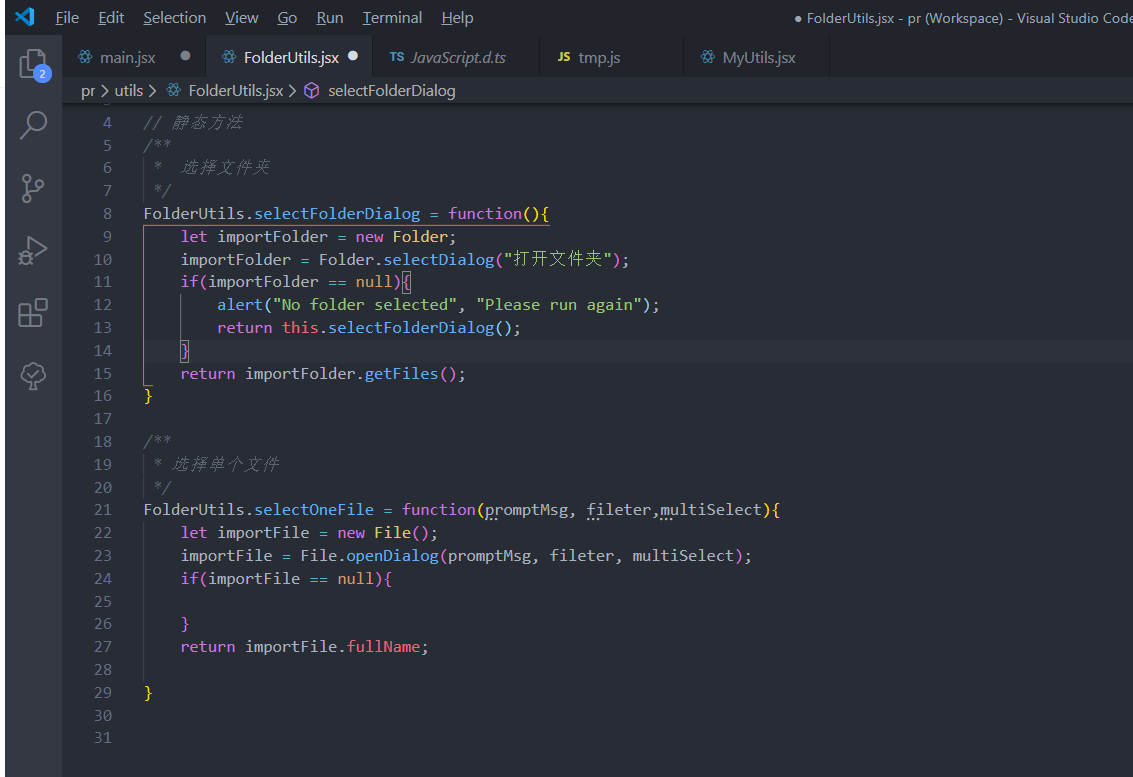 File Edit Selection View Go Run Terminal Help ● FolderUtils.jsx - pr (Workspace) - Visual Studio Code
main.jsx ● FolderUtils.jsx ● TS JavaScript.d.ts JS tmp.js MyUtils.jsx
2
pr > utils > FolderUtils.jsx > selectFolderDialog
4 // 静态方法
5 /**
6 * 选择文件夹
7 */
8 FolderUtils.selectFolderDialog = function(){
9 let importFolder = new Folder;
10 importFolder = Folder.selectDialog("打开文件夹");
11 if(importFolder == null){
12 alert("No folder selected", "Please run again");
13 return this.selectFolderDialog();
14 }
15 return importFolder.getFiles();
16 }
17
18 /**
19 * 选择单个文件
20 */
21 FolderUtils.selectOneFile = function(promptMsg, fileter,multiSelect){
22 let importFile = new File();
23 importFile = File.openDialog(promptMsg, fileter, multiSelect);
24 if(importFile == null){
25
26 }
27 return importFile.fullName;
28
29 }
30
31